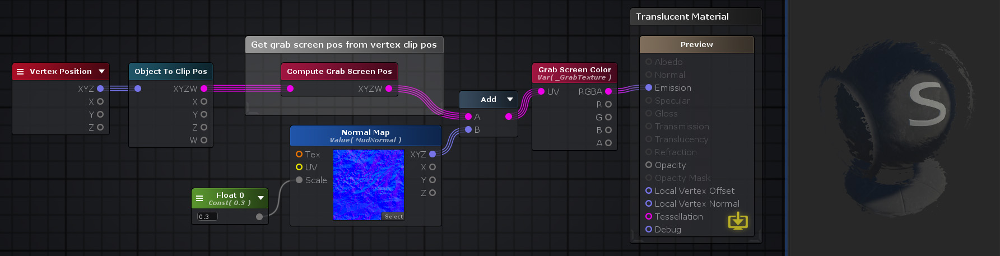 Translucent Material
Get grab screen pos from vertex clip pos
Preview
Vertex Position
XYZ
X
Y
Z
Object To Clip Pos
XYZW
X
Y
Z
W
Compute Grab Screen Pos
XYZW
Normal Map
Value( MudNormal )
Tex
UV
Scale
XYZ
X
Y
Z
Select
Float 0
Const( 0.3 )
0.3
Add
A
B
Grab Screen Color
Var( _GrabTexture )
UV
RGBA
R
G
B
A
Albedo
Normal
Emission
Specular
Gloss
Transmission
Translucency
Refraction
Opacity
Opacity Mask
Local Vertex Offset
Local Vertex Normal
Tessellation
Debug
S